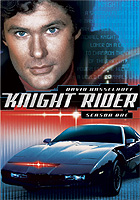 DAVID HASSELHOFF
KNIGHT RIDER
SEASON ONE